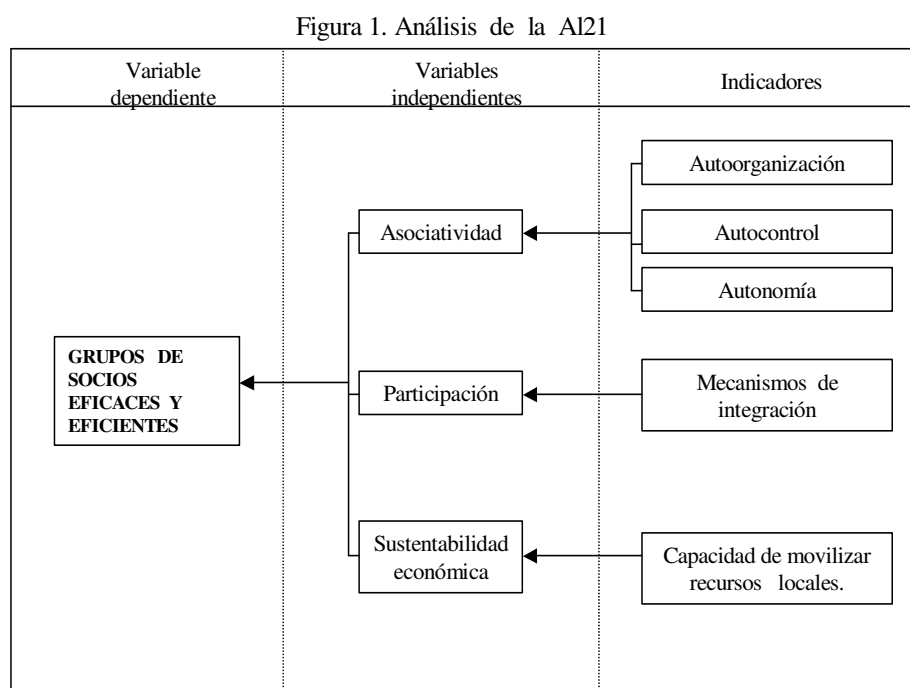 Figura 1. Análisis de la Al21
Variable
dependiente
Variables
independientes
Indicadores
Autoorganización
Asociatividad
Autocontrol
Autonomía
GRUPOS DE
SOCIOS
EFICACES Y
EFICIENTES
Participación
Mecanismos de
integración
Sustentabilidad
económica
Capacidad de movilizar
recursos locales.